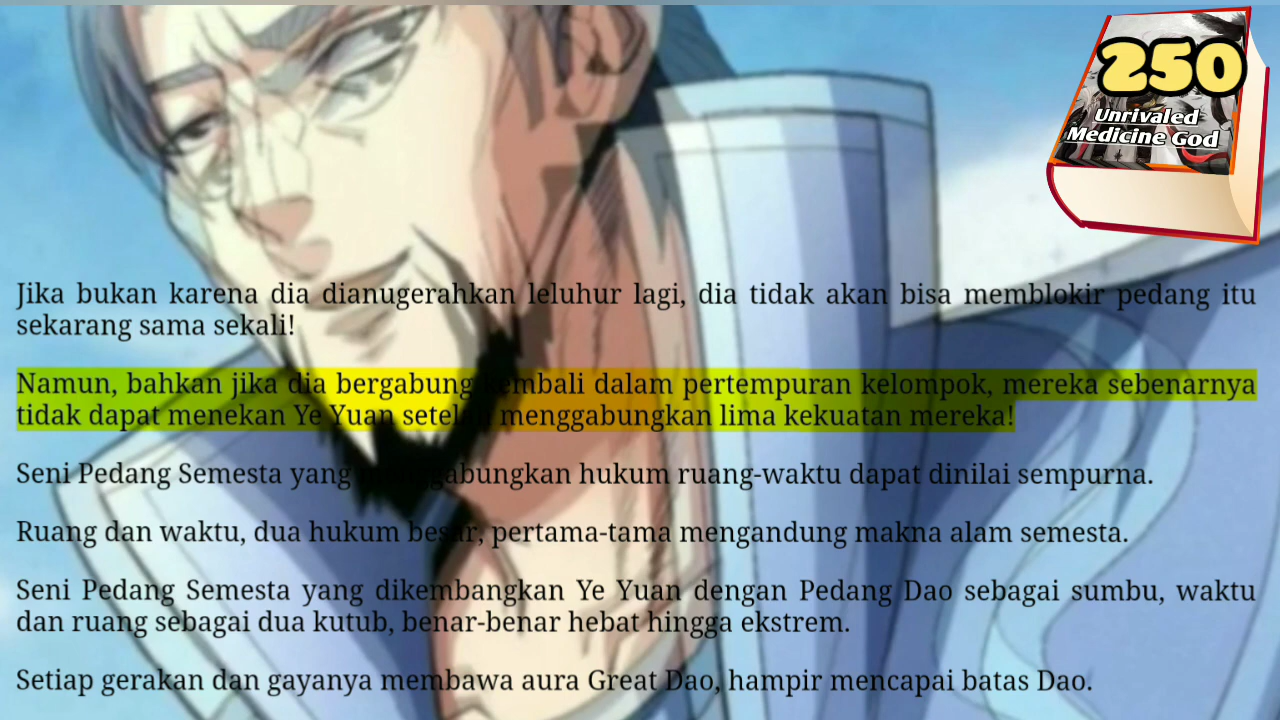 250
Unrivaled
Medicine God
Jika bukan karena dia dianugerahkan leluhur lagi, dia tidak akan bisa memblokir pedang itu
sekarang sama sekali!
Namun, bahkan jika dia bergabung kembali dalam pertempuran kelompok, mereka sebenarnya
tidak dapat menekan Ye Yuan setelah menggabungkan lima kekuatan mereka!
Seni Pedang Semesta yang menggabungkan hukum ruang-waktu dapat dinilai sempurna.
Ruang dan waktu, dua hukum besar, pertama-tama mengandung makna alam semesta.
Seni Pedang Semesta yang dikembangkan Ye Yuan dengan Pedang Dao sebagai sumbu, waktu
dan ruang sebagai dua kutub, benar-benar hebat hingga ekstrem.
Setiap gerakan dan gayanya membawa aura Great Dao, hampir mencapai batas Dao.